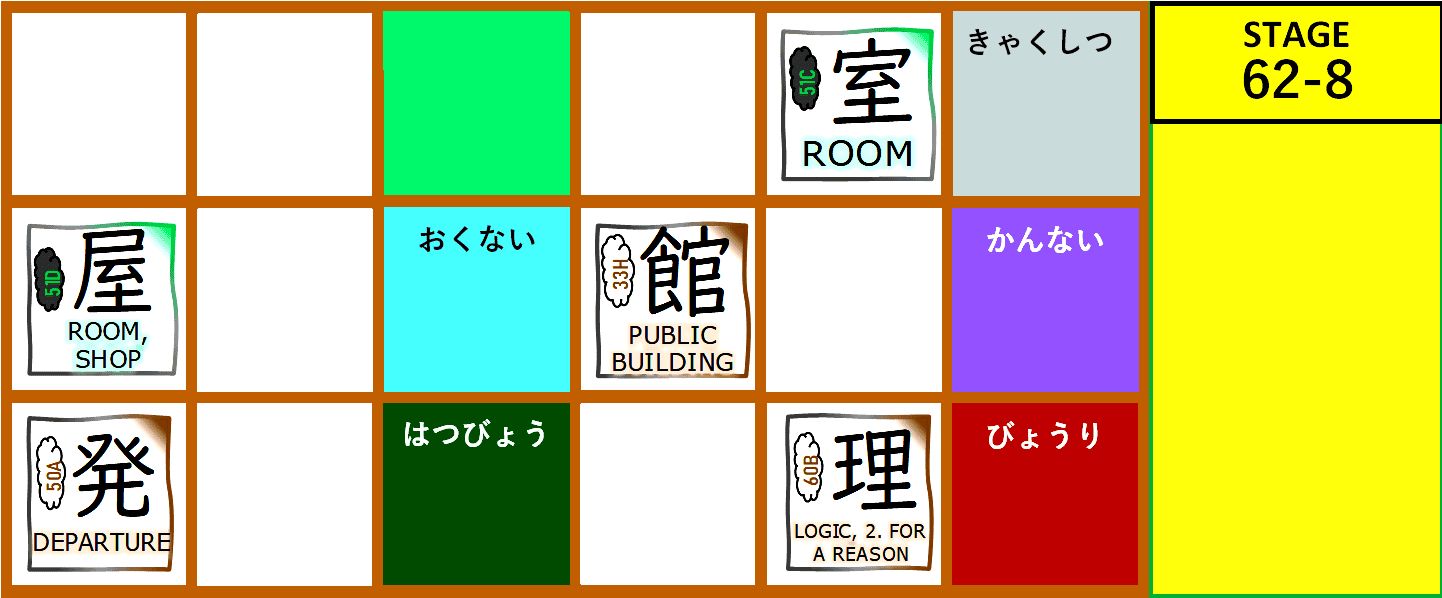 51C
室
ROOM
きゃくしつ
STAGE
62-8
51D
屋
ROOM,
SHOP
おくない
33H
館
PUBLIC
BUILDING
かんない
50A
発
DEPARTURE
はつびょう
60B
理
LOGIC, 2. FOR
A REASON
びょうり